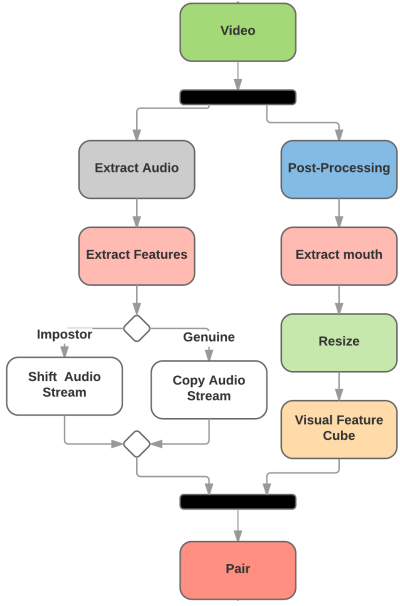 Video
Extract Audio
Post-Processing
Extract Features
Extract mouth
Impostor
Genuine
Resize
Shift Audio
Stream
Copy Audio
Stream
Visual Feature
Cube
Pair